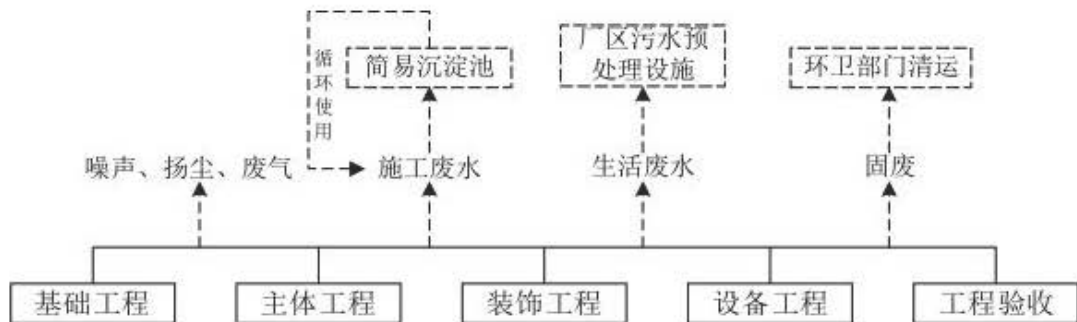 厂区污水预
处理设施
简易沉淀池
环卫部门清运
循环使用
噪声、扬尘、废气
施工废水
生活废水
固废
基础工程
主体工程
装饰工程
设备工程
工程验收